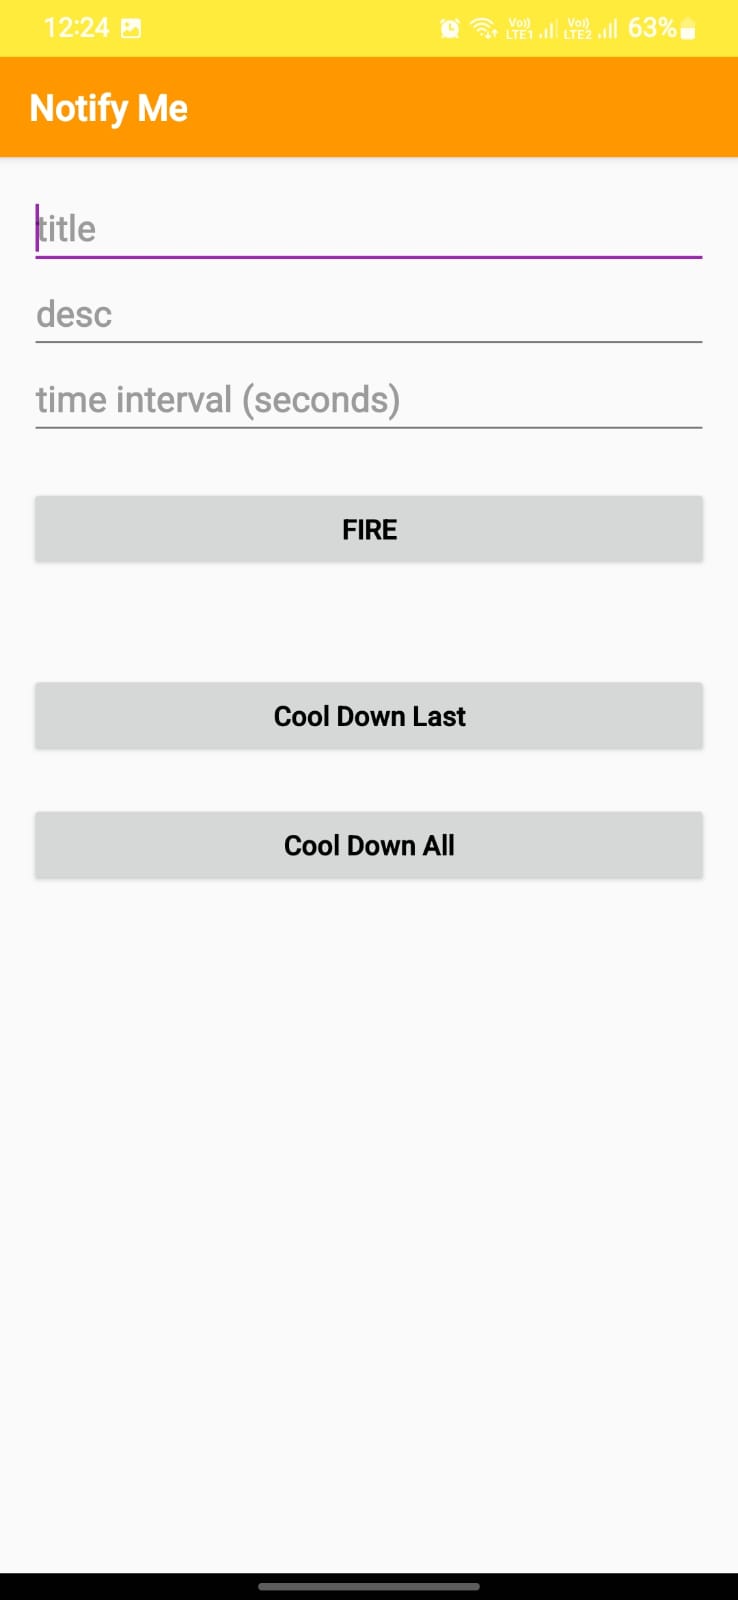 12:24 Vo)) LTE1 Vo)) LTE2 63%
Notify Me
title
desc
time interval (seconds)
FIRE
Cool Down Last
Cool Down All